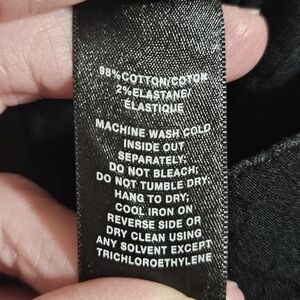 98%COTTON/COTON
2%ELASTANE/
ÉLASTIQUE
MACHINE WASH COLD
INSIDE OUT
SEPARATELY;
DO NOT BLEACH;
DO NOT TUMBLE DRY;
HANG TO DRY;
COOL IRON ON
REVERSE SIDE OR
DRY CLEAN USING
ANY SOLVENT EXCEPT
TRICHLOROETHYLENE